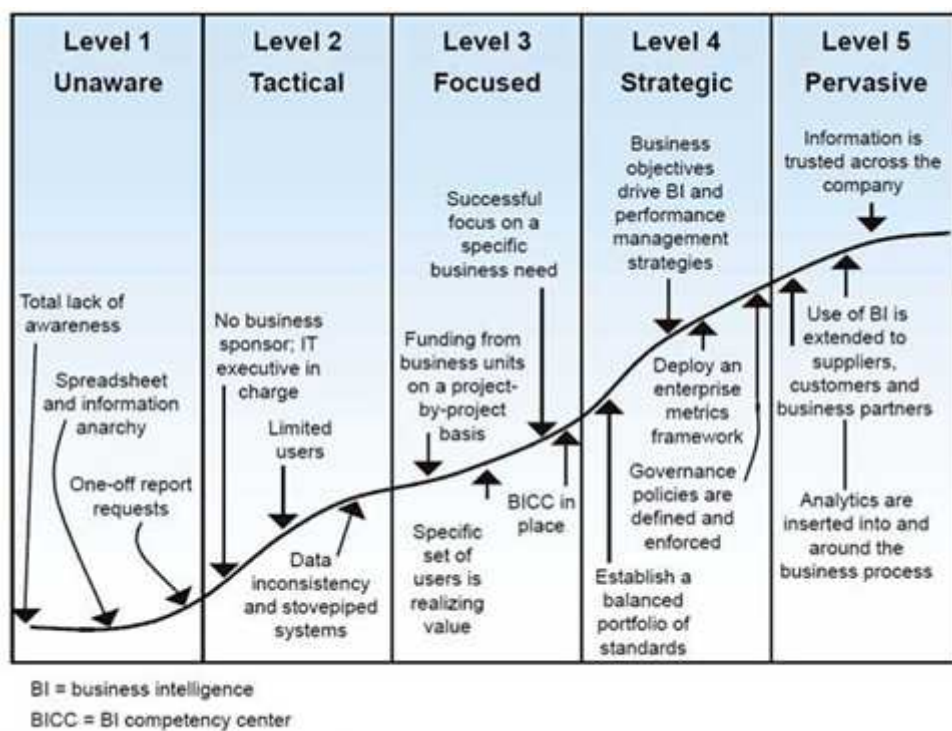 Level 1
Unaware
Level 2
Tactical
Level 3
Focused
Level 4
Strategic
Level 5
Pervasive
Total lack of
awareness
Spreadsheet
and information
anarchy
One-off report
requests
No business
sponsor; IT
executive in
charge
Limited
users
Data
inconsistency
and stovepiped
systems
Successful
focus on a
specific
business need
Funding from
business units
on a project-
by-project
basis
BICC in
place
Specific
set of
users is
realizing
value
Business
objectives
drive BI and
performance
management
strategies
Deploy an
enterprise
metrics
framework
Governance
policies are
defined and
enforced
Establish a
balanced
portfolio of
standards
Information is
trusted across the
company
Use of BI is
extended to
suppliers,
customers and
business partners
Analytics are
inserted into and
around the
business process
BI = business intelligence
BICC = BI competency center